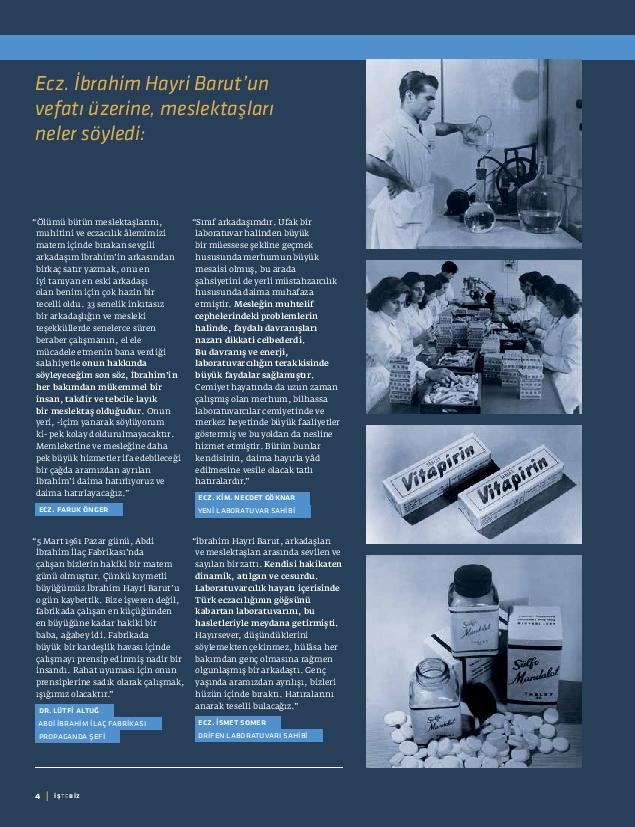 Ecz. İbrahim Hayri Barut'un
vefatı üzerine, meslektaşları
neler söyledi:
“Ölümü bütün meslektaşlarını,
muhitini ve eczacılık âlemimizi
matem içinde bırakan sevgili
arkadaşım İbrahim'in arkasından
birkaç satır yazmak, onu en
iyi tanıyan en eski arkadaşı
olan benim için çok hazin bir
tecelli oldu. 33 senelik inkıtasız
bir arkadaşlığın ve mesleki
teşekküllerde senelerce süren
beraber çalışmanın, el ele
mücadele etmenin bana verdiği
salahiyetle onun hakkında
söyleyeceğim son söz, İbrahim'in
her bakımdan mükemmel bir
insan, takdir ve tebcile layık
bir meslektaş olduğudur. Onun
yeri, -içim yanarak söylüyorum
ki- pek kolay doldurulmayacaktır.
Memleketine ve mesleğine daha
pek büyük hizmetler ifa edebileceği
bir çağda aramızdan ayrılan
İbrahim'i daima hatırlıyoruz ve
daima hatırlayacağız.”
ECZ. FARUK ÖNGER
“5 Mart 1961 Pazar günü, Abdi
İbrahim İlaç Fabrikası'nda
çalışan bizlerin hakiki bir matem
günü olmuştur. Çünkü kıymetli
büyüğümüz İbrahim Hayri Barut'u
o gün kaybettik. Bize işveren değil,
fabrikada çalışan en küçüğünden
en büyüğüne kadar hakiki bir
baba, ağabey idi. Fabrikada
büyük bir kardeşlik havası içinde
çalışmayı prensip edinmiş nadir bir
insandı. Rahat uyuması için onun
prensiplerine sadık olarak çalışmak,
ışığımız olacaktır.”
DR. LÜTFİ ALTUĞ
ABDİ İBRAHİM İLAÇ FABRİKASI
PROPAGANDA ŞEFİ
“Sınıf arkadaşımdır. Ufak bir
laboratuvar halinden büyük
bir müessese şekline geçmek
hususunda merhumun büyük
mesaisi olmuş, bu arada
şahsiyetini de yerli müstahzarcılık
hususunda daima muhafaza
etmiştir. Mesleğin muhtelif
cephelerindeki problemlerin
halinde, faydalı davranışları
nazarı dikkati celbederdi.
Bu davranış ve enerji,
laboratuvarcılığın terakkisinde
büyük faydalar sağlamıştır.
Cemiyet hayatında da uzun zaman
çalışmış olan merhum, bilhassa
laboratuvarcılar cemiyetinde ve
merkez heyetinde büyük faaliyetler
göstermiş ve bu yoldan da nesline
hizmet etmiştir. Bütün bunlar
kendisinin, daima hayırla yâd
edilmesine vesile olacak tatlı
hatıralardır.”
ECZ. KİM. NECDET GÖKNAR
YENİ LABORATUVAR SAHİBİ
“İbrahim Hayri Barut, arkadaşları
ve meslektaşları arasında sevilen ve
sayılan bir zattı. Kendisi hakikaten
dinamik, atılgan ve cesurdu.
Laboratuvarcılık hayatı içerisinde
Türk eczacılığının göğsünü
kabartan laboratuvarını, bu
hasletleriyle meydana getirmişti.
Hayırsever, düşündüklerini
söylemekten çekinmez, hülâsa her
bakımdan genç olmasına rağmen
olgunlaşmış bir arkadaştı. Genç
yaşında aramızdan ayrılışı, bizleri
hüzün içinde bıraktı. Hatıralarını
anarak teselli bulacağız.”
ECZ. İSMET SOMER
DRİFEN LABORATUVARI SAHİBİ
Vitapirin
Vitapirin
Sulfo
Mandalat
TABLET
Sulfo
Mandalat
Sulfo
Mandalat
4
İŞTEBİZ